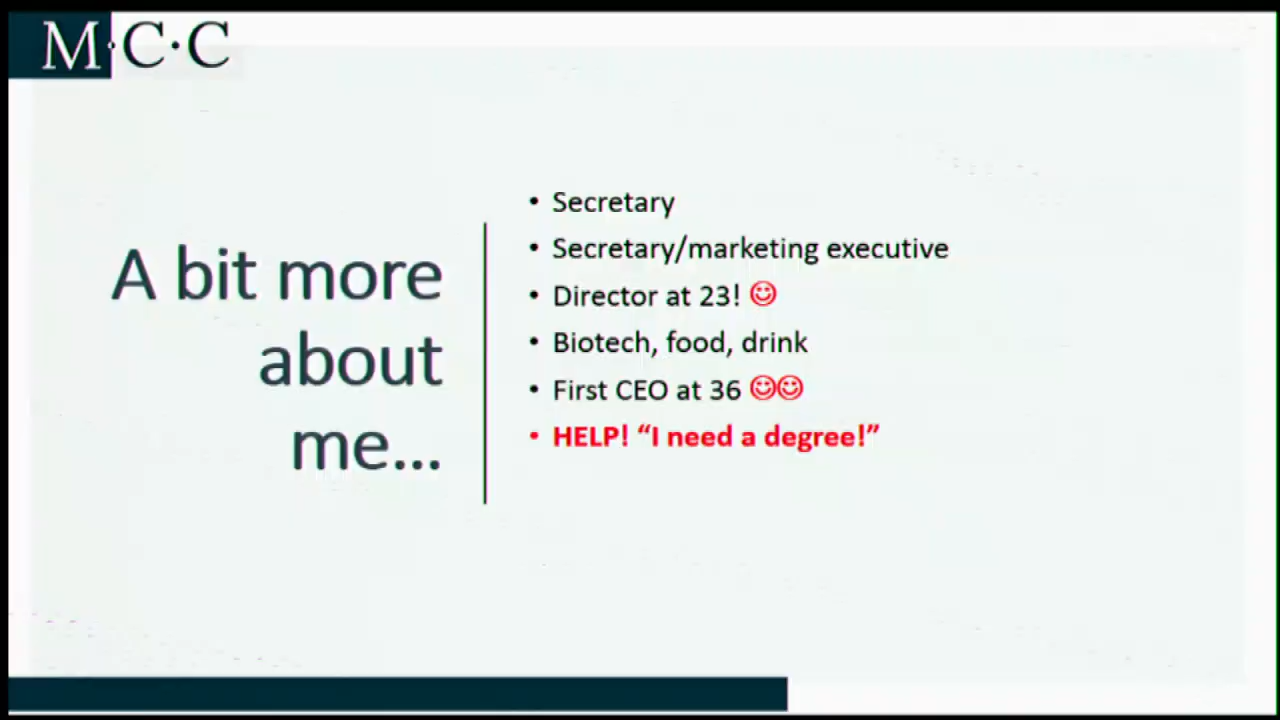 M·C·C
A bit more
about
me...
• Secretary
• Secretary/marketing executive
• Director at 23! ☺
• Biotech, food, drink
• First CEO at 36 ☺☺
• HELP! “I need a degree!”